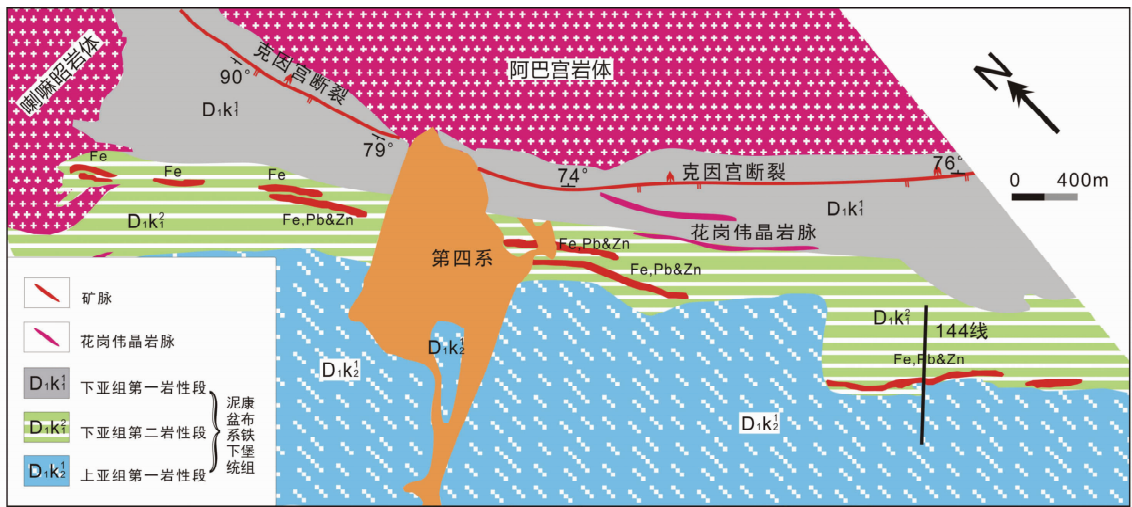 喇嘛昭岩体
克因宫断裂
阿巴宫岩体
N
90°
D₁k₁¹
79°
74°
克因宫断裂
76°
0 400m
Fe
Fe
Fe
Fe,Pb&Zn
D₁k₁²
D₁k₁¹
花岗伟晶岩脉
第四系
Fe,Pb&Zn
Fe,Pb&Zn
D₁k₁²
144线
Fe,Pb&Zn
D₁k₂¹
D₁k₂¹
D₁k₂¹
矿脉
花岗伟晶岩脉
D₁k₁¹ 下亚组第一岩性段
D₁k₁² 下亚组第二岩性段
D₁k₂¹ 上亚组第一岩性段
泥康
盆布
系铁
下堡
统组